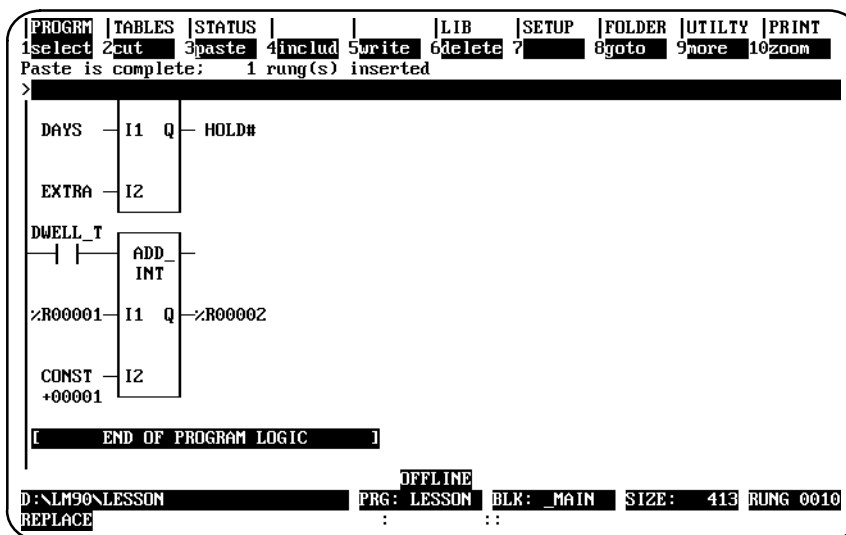 PROGRM |TABLES |STATUS | | |LIB |SETUP |FOLDER |UTILTY |PRINT
1select 2cut 3paste 4includ 5write 6delete 7 8goto 9more 10zoom
Paste is complete; 1 rung(s) inserted
>
DAYS I1 Q HOLD#
EXTRA I2
DWELL_T
ADD_
INT
%R00001 I1 Q %R00002
CONST I2
+00001
[ END OF PROGRAM LOGIC ]
OFFLINE
D:\LM90\LESSON PRG: LESSON BLK: _MAIN SIZE: 413 RUNG 0010
REPLACE : ::